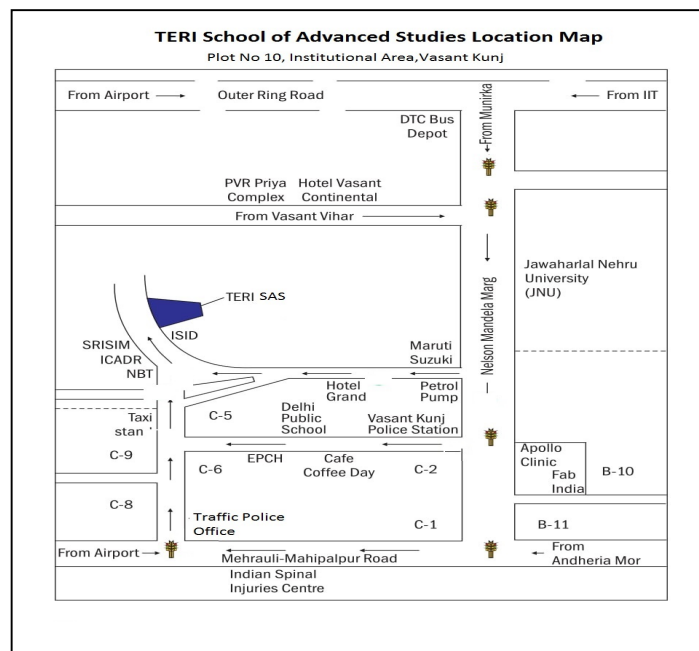 TERI School of Advanced Studies Location Map
Plot No 10, Institutional Area,Vasant Kunj
From Airport
Outer Ring Road
From Munirka
From IIT
DTC Bus
Depot
PVR Priya
Complex
Hotel Vasant
Continental
From Vasant Vihar
Jawaharlal Nehru
University
(JNU)
Nelson Mandela Marg
TERI SAS
ISID
SRISIM
ICADR
NBT
Maruti
Suzuki
Hotel
Grand
Petrol
Pump
Taxi
stan
C-5
Delhi
Public
School
Vasant Kunj
Police Station
C-9
C-6
EPCH
Cafe
Coffee Day
C-2
Apollo
Clinic
Fab
India
B-10
C-8
Traffic Police
Office
C-1
B-11
From Airport
Mehrauli-Mahipalpur Road
From
Andheria Mor
Indian Spinal
Injuries Centre